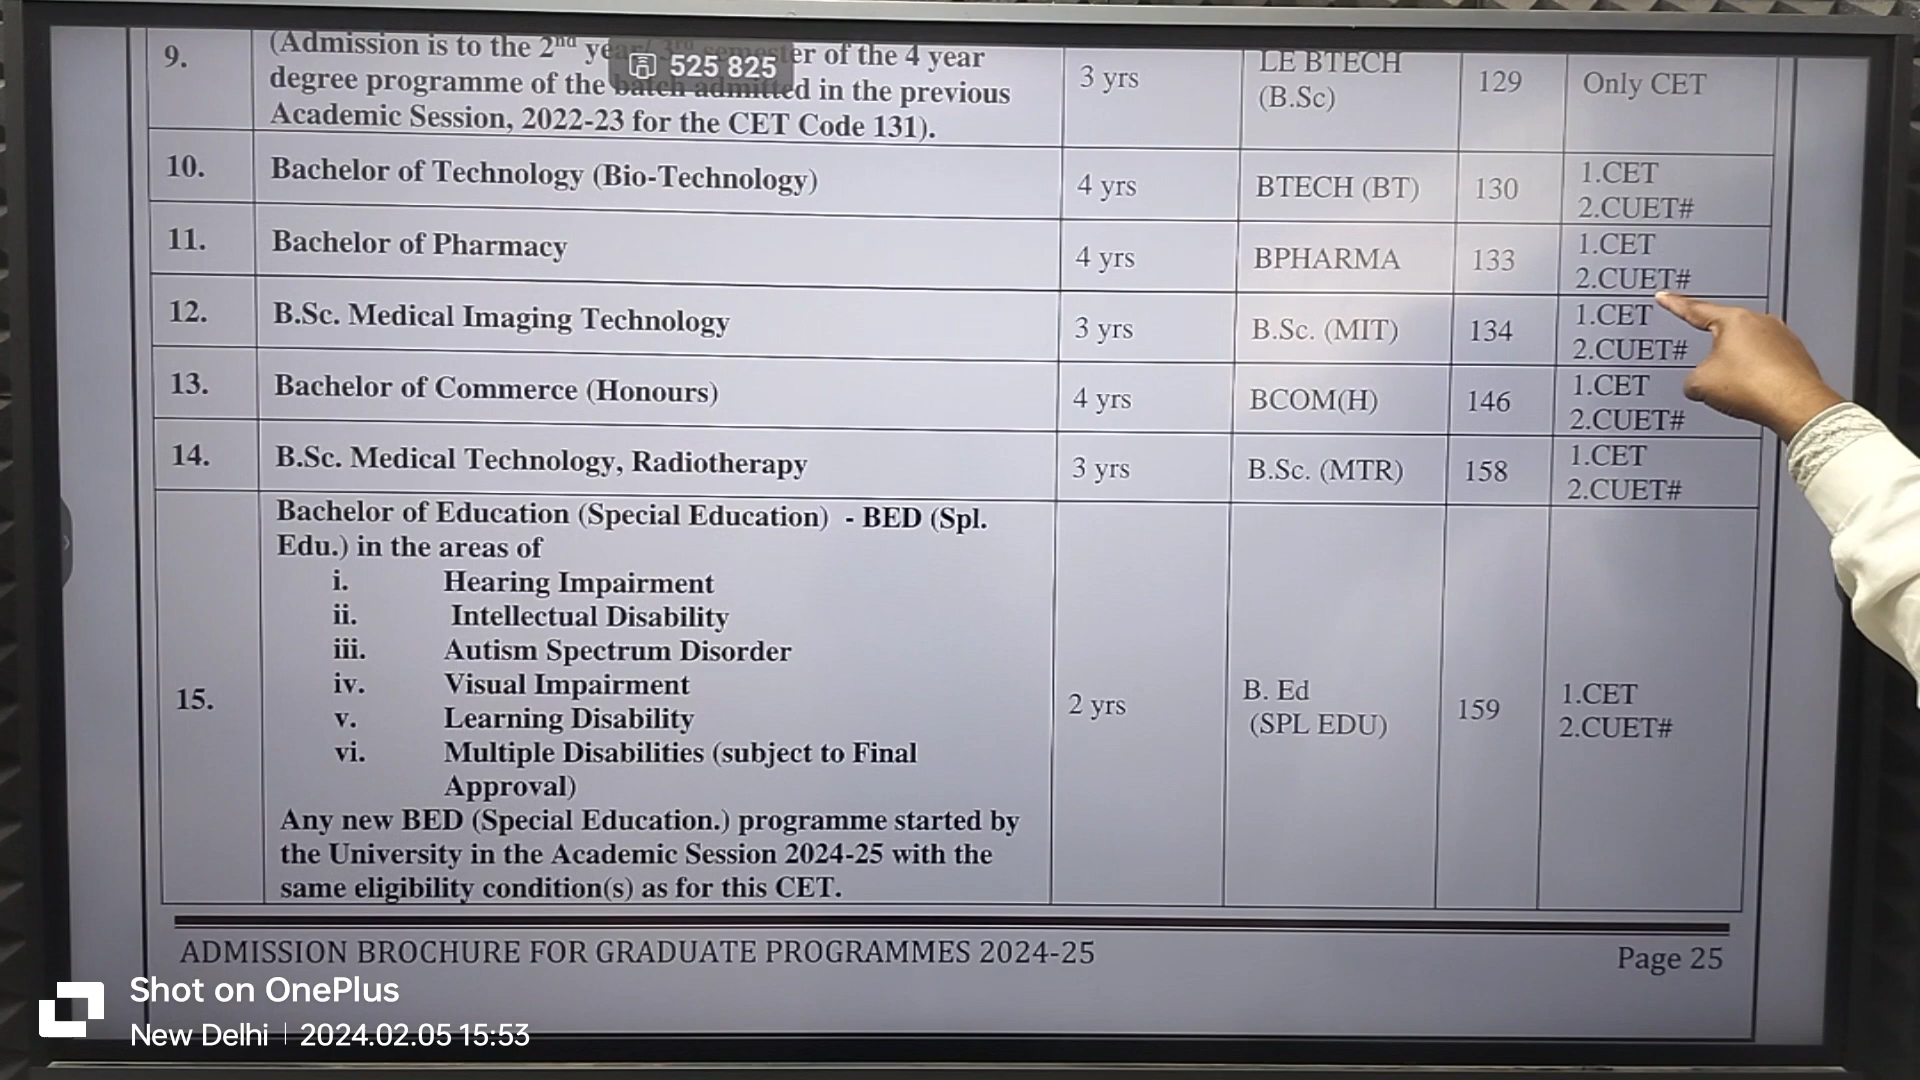 9.
(Admission is to the 2nd year/ 3rd semester of the 4 year
degree programme of the batch admitted in the previous
Academic Session, 2022-23 for the CET Code 131).
3 yrs
LE BTECH
(B.Sc)
129
Only CET
525 825
10.
Bachelor of Technology (Bio-Technology)
4 yrs
BTECH (BT)
130
1.CET
2.CUET#
11.
Bachelor of Pharmacy
4 yrs
BPHARMA
133
1.CET
2.CUET#
12.
B.Sc. Medical Imaging Technology
3 yrs
B.Sc. (MIT)
134
1.CET
2.CUET#
13.
Bachelor of Commerce (Honours)
4 yrs
BCOM(H)
146
1.CET
2.CUET#
14.
B.Sc. Medical Technology, Radiotherapy
3 yrs
B.Sc. (MTR)
158
1.CET
2.CUET#
15.
Bachelor of Education (Special Education) - BED (Spl.
Edu.) in the areas of
i. Hearing Impairment
ii. Intellectual Disability
iii. Autism Spectrum Disorder
iv. Visual Impairment
v. Learning Disability
vi. Multiple Disabilities (subject to Final
Approval)
Any new BED (Special Education.) programme started by
the University in the Academic Session 2024-25 with the
same eligibility condition(s) as for this CET.
2 yrs
B. Ed
(SPL EDU)
159
1.CET
2.CUET#
ADMISSION BROCHURE FOR GRADUATE PROGRAMMES 2024-25
Page 25
Shot on OnePlus
New Delhi | 2024.02.05 15:53